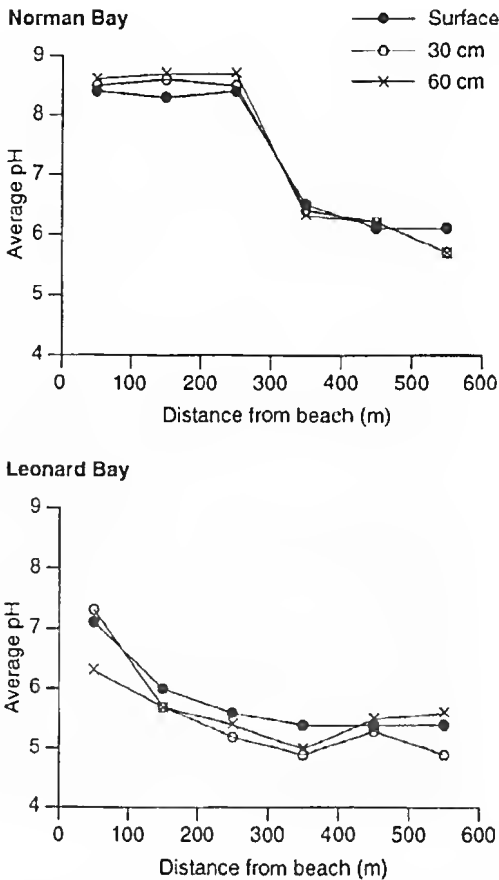 Norman Bay
Surface
30 cm
60 cm
9
8
7
6
5
4
Average pH
0 100 200 300 400 500 600
Distance from beach (m)
Leonard Bay
9
8
7
6
5
4
Average pH
0 100 200 300 400 500 600
Distance from beach (m)